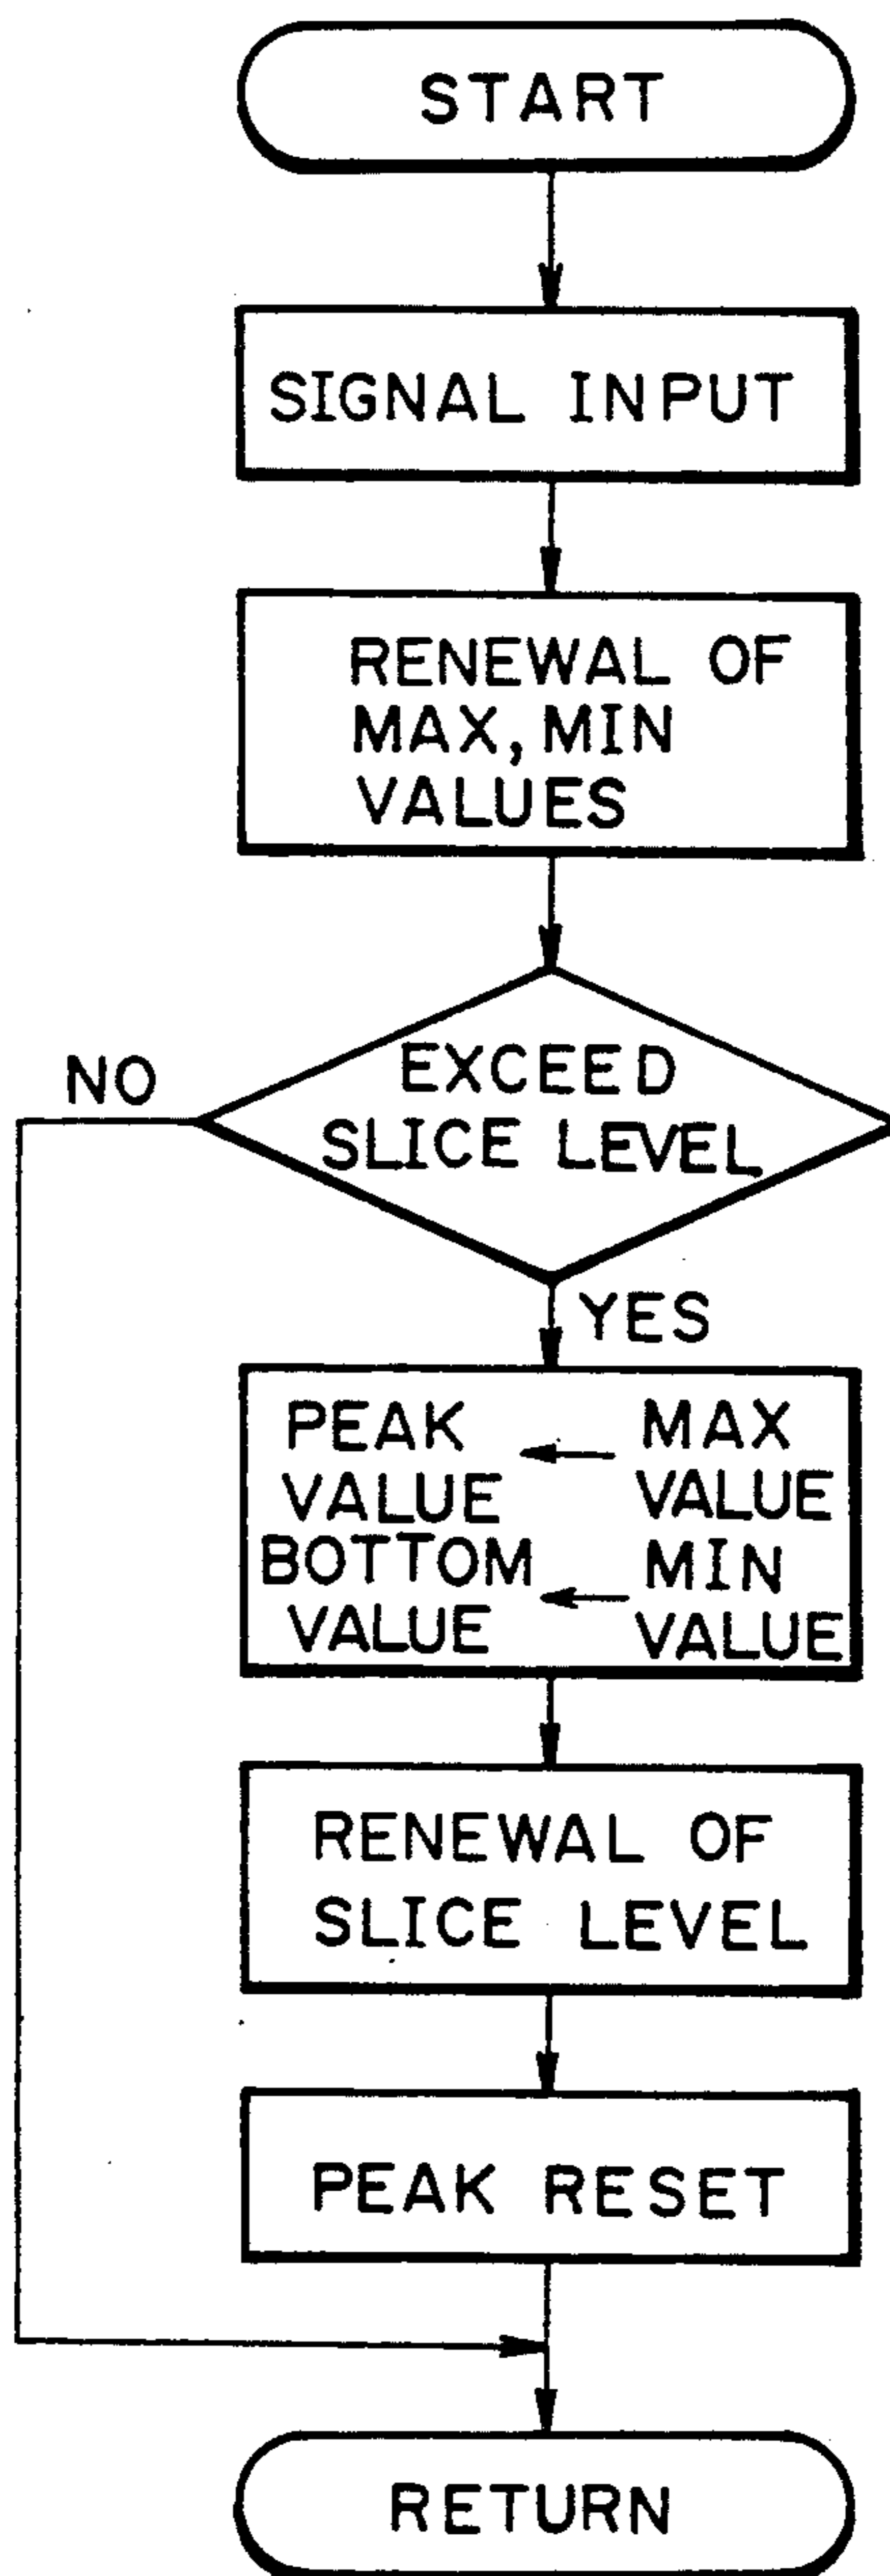 START
SIGNAL INPUT
RENEWAL OF
MAX, MIN
VALUES
NO
EXCEED
SLICE LEVEL
YES
PEAK ← MAX
VALUE VALUE
BOTTOM ← MIN
VALUE VALUE
RENEWAL OF
SLICE LEVEL
PEAK RESET
RETURN